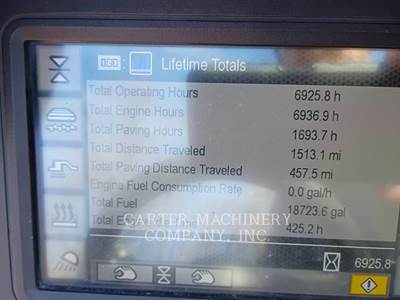 Lifetime Totals
Total Operating Hours 6925.8 h
Total Engine Hours 6936.9 h
Total Paving Hours 1693.7 h
Total Distance Traveled 1513.1 mi
Total Paving Distance Traveled 457.5 mi
Engine Fuel Consumption Rate 0.0 gal/h
Total Fuel 18723.6 gal
Total 425.2 h
CARTER MACHINERY
COMPANY, INC.
6925.8